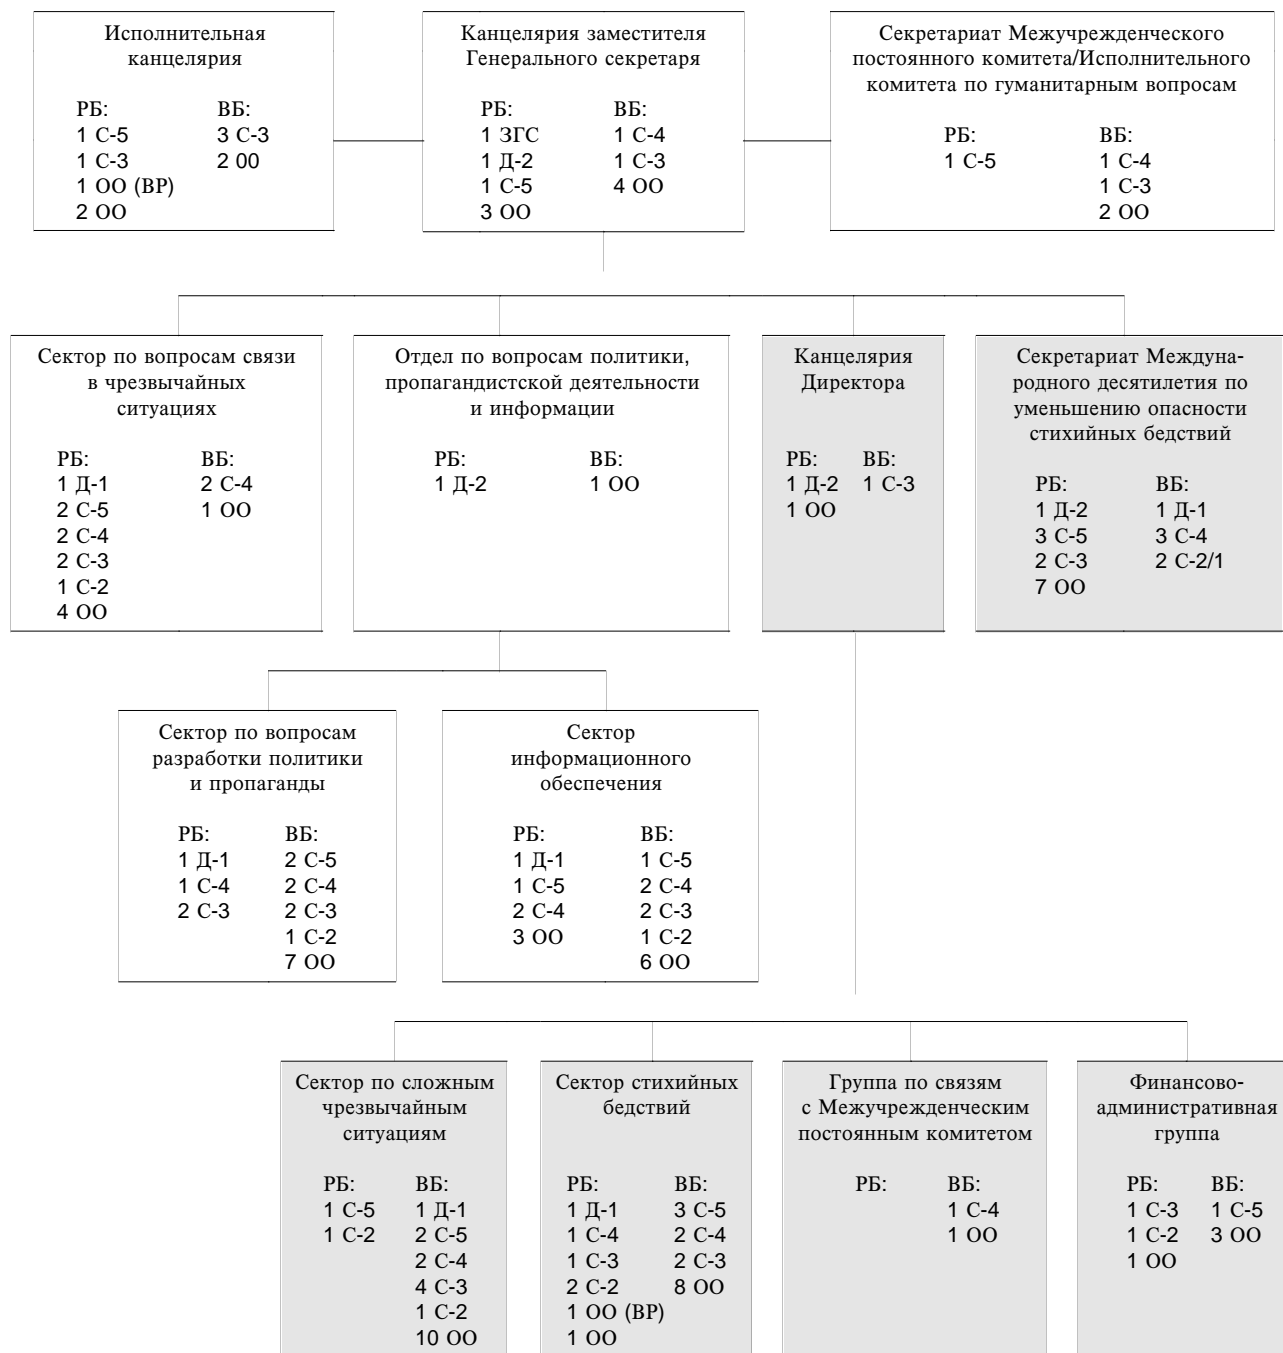 Исполнительная
канцелярия
РБ: ВБ:
1 С-5 3 С-3
1 С-3 2 00
1 ОО (ВР)
2 ОО
Канцелярия заместителя
Генерального секретаря
РБ: ВБ:
1 ЗГС 1 С-4
1 Д-2 1 С-3
1 С-5 4 ОО
3 ОО
Секретариат Межучрежденческого
постоянного комитета/Исполнительного
комитета по гуманитарным вопросам
РБ: ВБ:
1 С-5 1 С-4
1 С-3
2 ОО
Сектор по вопросам связи
в чрезвычайных
ситуациях
РБ: ВБ:
1 Д-1 2 С-4
2 С-5 1 ОО
2 С-4
2 С-3
1 С-2
4 ОО
Отдел по вопросам политики,
пропагандистской деятельности
и информации
РБ: ВБ:
1 Д-2 1 ОО
Канцелярия
Директора
РБ: ВБ:
1 Д-2 1 С-3
1 ОО
Секретариат Междуна-
родного десятилетия по
уменьшению опасности
стихийных бедствий
РБ: ВБ:
1 Д-2 1 Д-1
3 С-5 3 С-4
2 С-3 2 С-2/1
7 ОО
Сектор по вопросам
разработки политики
и пропаганды
РБ: ВБ:
1 Д-1 2 С-5
1 С-4 2 С-4
2 С-3 2 С-3
1 С-2
7 ОО
Сектор
информационного
обеспечения
РБ: ВБ:
1 Д-1 1 С-5
1 С-5 2 С-4
2 С-4 2 С-3
3 ОО 1 С-2
6 ОО
Сектор по сложным
чрезвычайным
ситуациям
РБ: ВБ:
1 С-5 1 Д-1
1 С-2 2 С-5
2 С-4
4 С-3
1 С-2
10 ОО
Сектор стихийных
бедствий
РБ: ВБ:
1 Д-1 3 С-5
1 С-4 2 С-4
1 С-3 2 С-3
2 С-2 8 ОО
1 ОО (ВР)
1 ОО
Группа по связям
с Межучрежденческим
постоянным комитетом
РБ: ВБ:
1 С-4
1 ОО
Финансово-
административная
группа
РБ: ВБ:
1 С-3 1 С-5
1 С-2 3 ОО
1 ОО